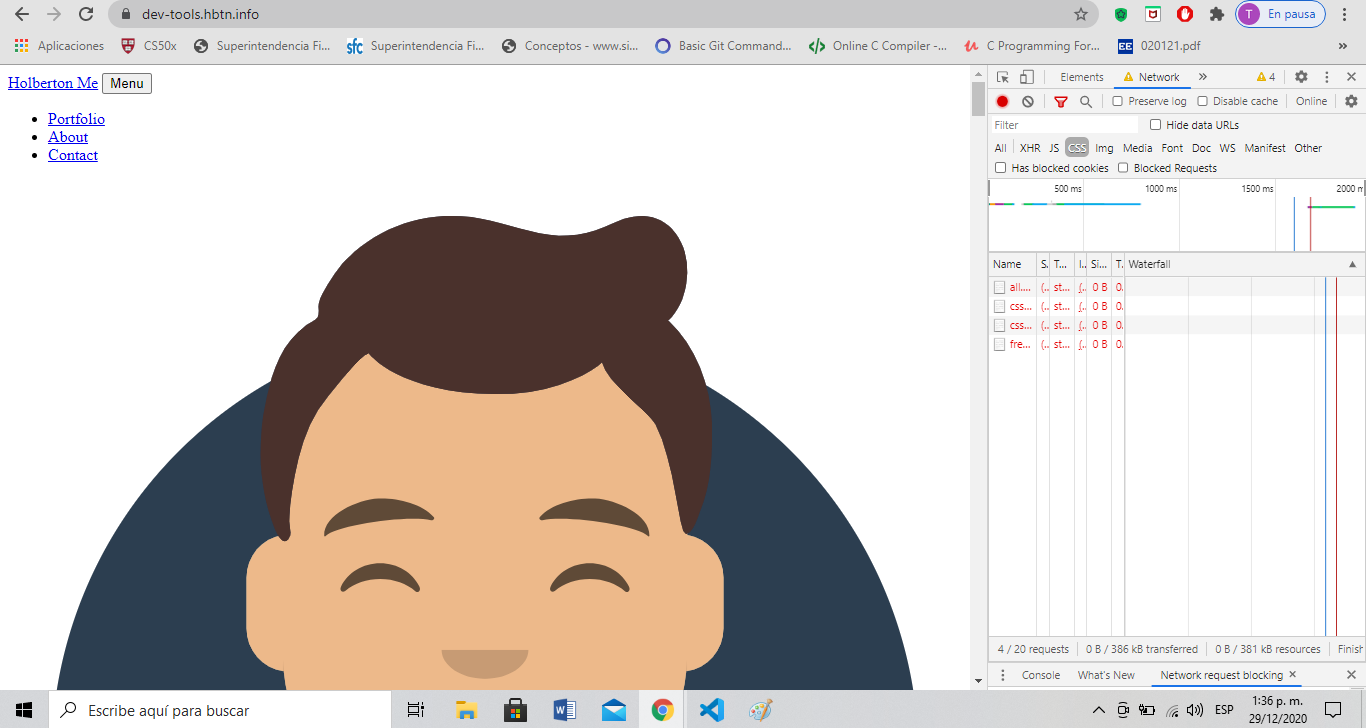 dev-tools.hbtn.info
T En pausa
Aplicaciones CS50x Superintendencia Fi... sfc Superintendencia Fi... Conceptos - www.si... Basic Git Command... Online C Compiler -... C Programming For... EE 020121.pdf »
Holberton Me Menu
Portfolio
About
Contact
Elements Network » 4
Preserve log Disable cache Online
Filter Hide data URLs
All XHR JS CSS Img Media Font Doc WS Manifest Other
Has blocked cookies Blocked Requests
500 ms 1000 ms 1500 ms 2000 m
Name S. T... I.. Si... T. Waterfall
all.... (... st... (... 0 B 0.
css... (... st... (... 0 B 0.
css... (... st... (... 0 B 0.
fre... (... st... (... 0 B 0.
4 / 20 requests 0 B / 386 kB transferred 0 B / 381 kB resources Finish
Console What's New Network request blocking
Escribe aquí para buscar
ESP
1:36 p. m.
29/12/2020